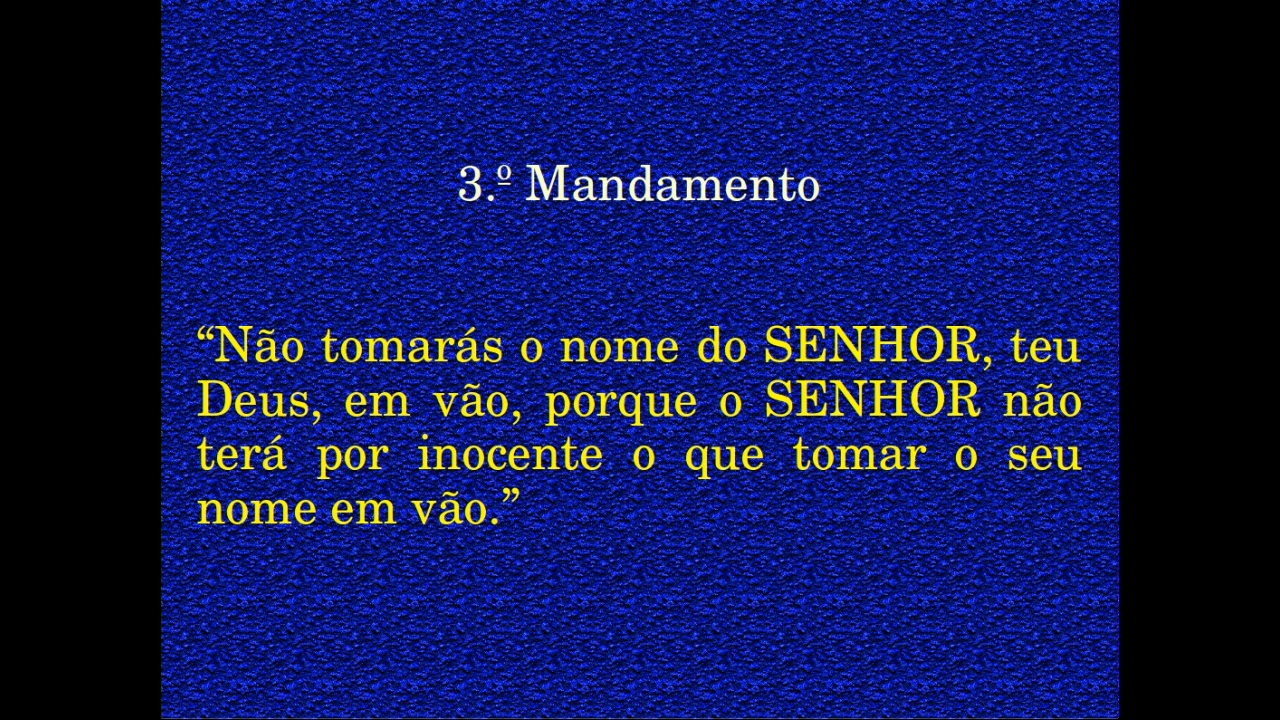 3.º Mandamento
“Não tomarás o nome do SENHOR, teu
Deus, em vão, porque o SENHOR não
terá por inocente o que tomar o seu
nome em vão.”